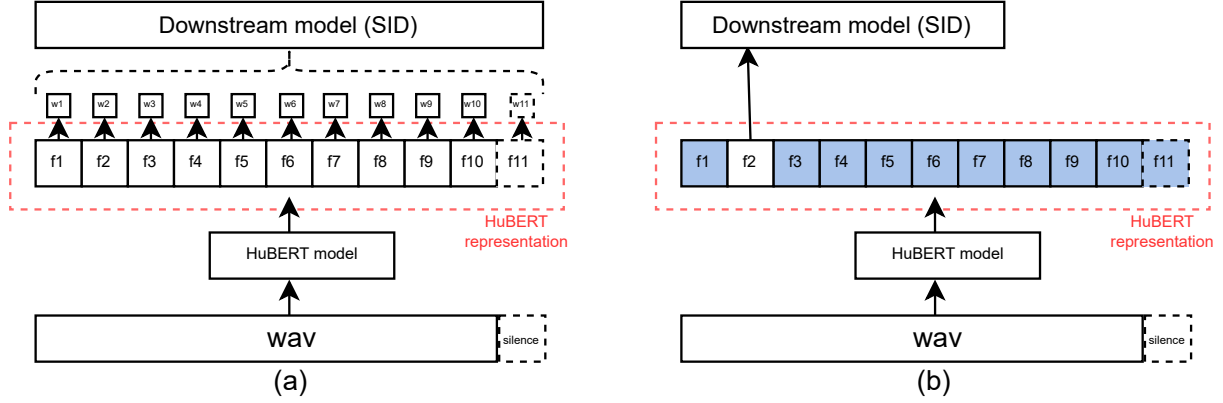 Downstream model (SID)
w1 w2 w3 w4 w5 w6 w7 w8 w9 w10 w11
f1 f2 f3 f4 f5 f6 f7 f8 f9 f10 f11
HuBERT
representation
HuBERT model
wav
silence
(a)
Downstream model (SID)
f1 f2 f3 f4 f5 f6 f7 f8 f9 f10 f11
HuBERT
representation
HuBERT model
wav
silence
(b)